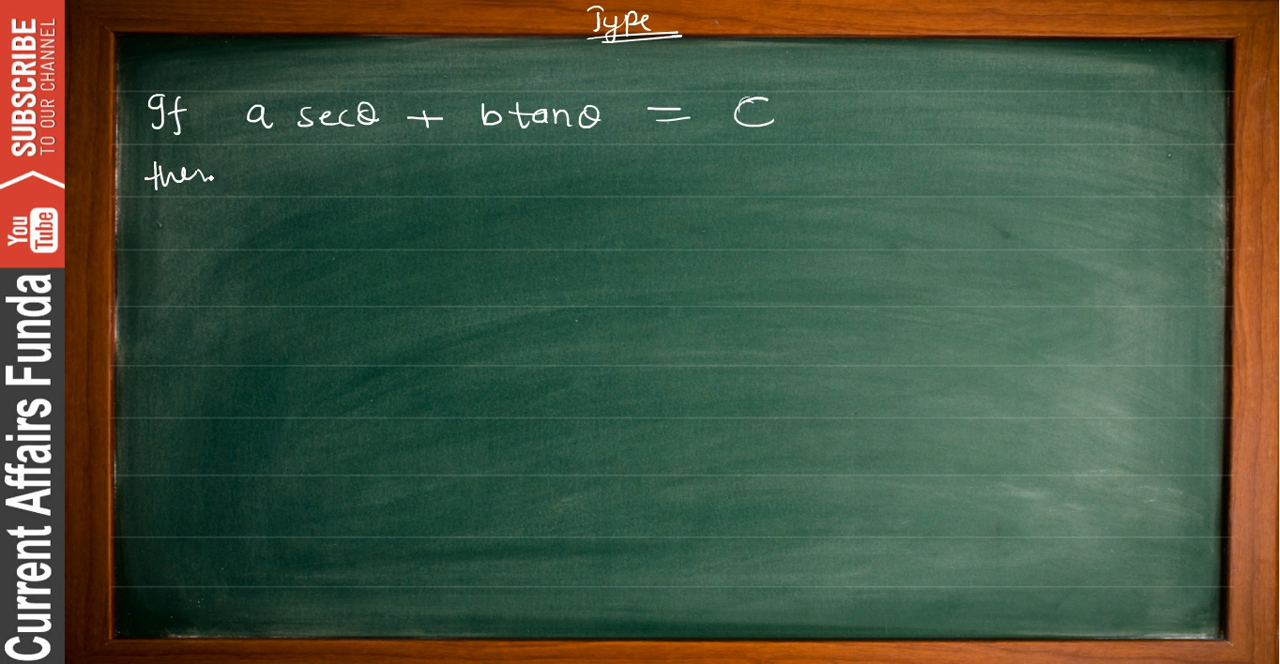 Type
If a secθ + b tanθ = C
then
SUBSCRIBE
TO OUR CHANNEL
You Tube
Current Affairs Funda